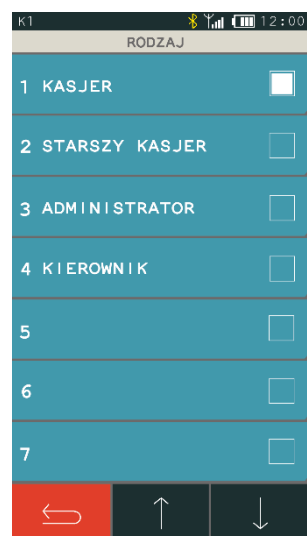 K1 12:00
RODZAJ
1 KASJER
2 STARSZY KASJER
3 ADMINISTRATOR
4 KIEROWNIK
5
6
7